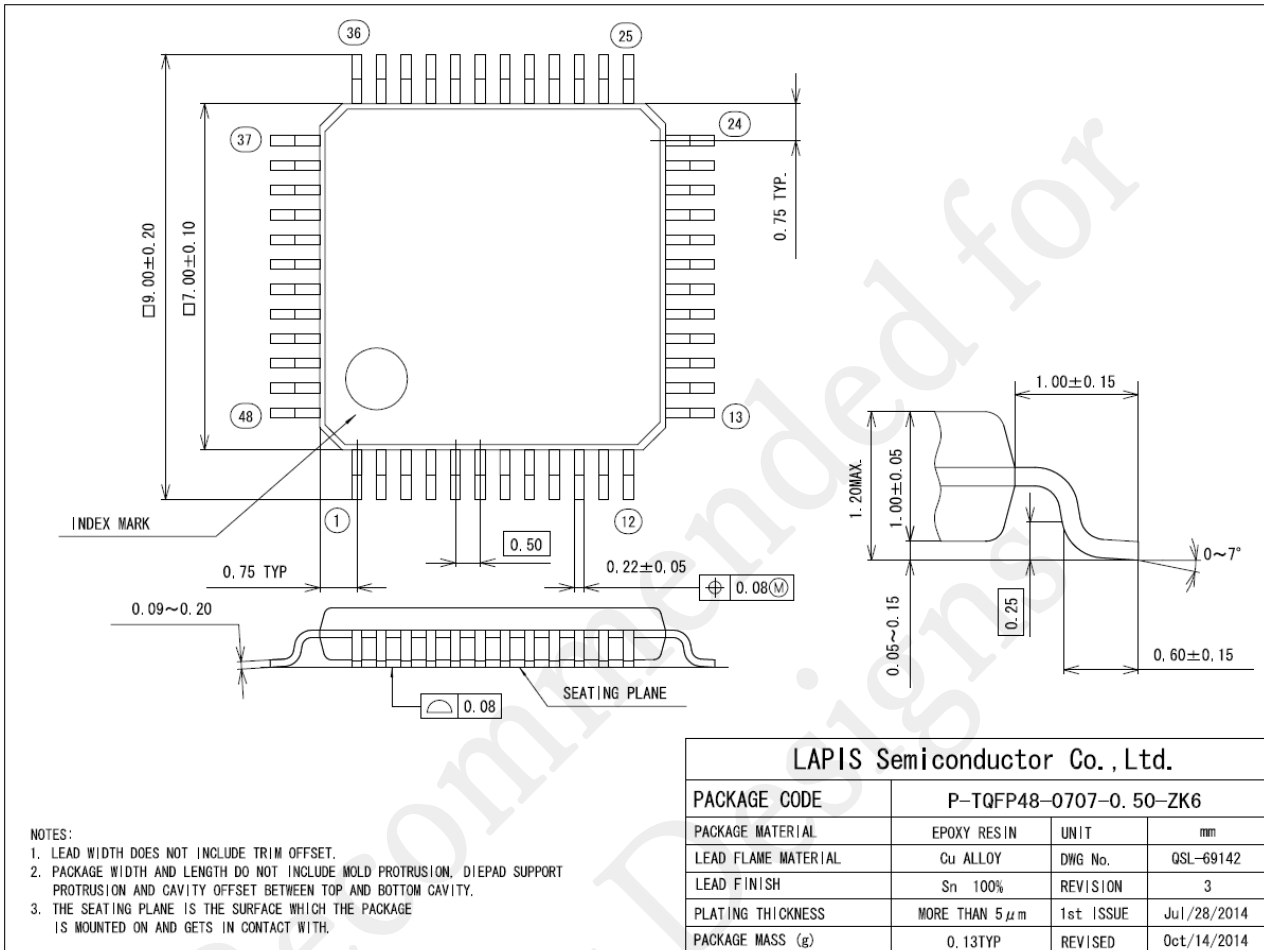 36
25
37
24
48
13
1
12
□9.00±0.20
□7.00±0.10
0.75 TYP.
INDEX MARK
0.50
0.75 TYP
0.22±0.05
⌖ 0.08Ⓜ
0.09~0.20
SEATING PLANE
⌓ 0.08
1.00±0.15
1.20MAX.
1.00±0.05
0.05~0.15
0.25
0~7°
0.60±0.15
NOTES:
1. LEAD WIDTH DOES NOT INCLUDE TRIM OFFSET.
2. PACKAGE WIDTH AND LENGTH DO NOT INCLUDE MOLD PROTRUSION, DIEPAD SUPPORT
PROTRUSION AND CAVITY OFFSET BETWEEN TOP AND BOTTOM CAVITY.
3. THE SEATING PLANE IS THE SURFACE WHICH THE PACKAGE
IS MOUNTED ON AND GETS IN CONTACT WITH.
LAPIS Semiconductor Co.,Ltd.
PACKAGE CODE P-TQFP48-0707-0.50-ZK6
PACKAGE MATERIAL EPOXY RESIN UNIT mm
LEAD FLAME MATERIAL Cu ALLOY DWG No. QSL-69142
LEAD FINISH Sn 100% REVISION 3
PLATING THICKNESS MORE THAN 5μm 1st ISSUE Jul/28/2014
PACKAGE MASS (g) 0.13TYP REVISED Oct/14/2014
ommended for
Designs